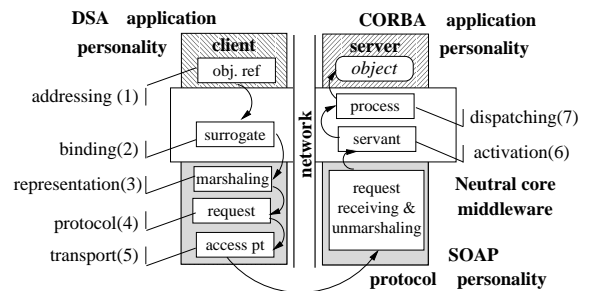 DSA application personality
CORBA application personality
client
server
obj. ref
object
addressing (1)
process
dispatching(7)
surrogate
servant
binding(2)
activation(6)
network
marshaling
representation(3)
request receiving & unmarshaling
Neutral core middleware
request
protocol(4)
access pt
transport(5)
SOAP protocol personality